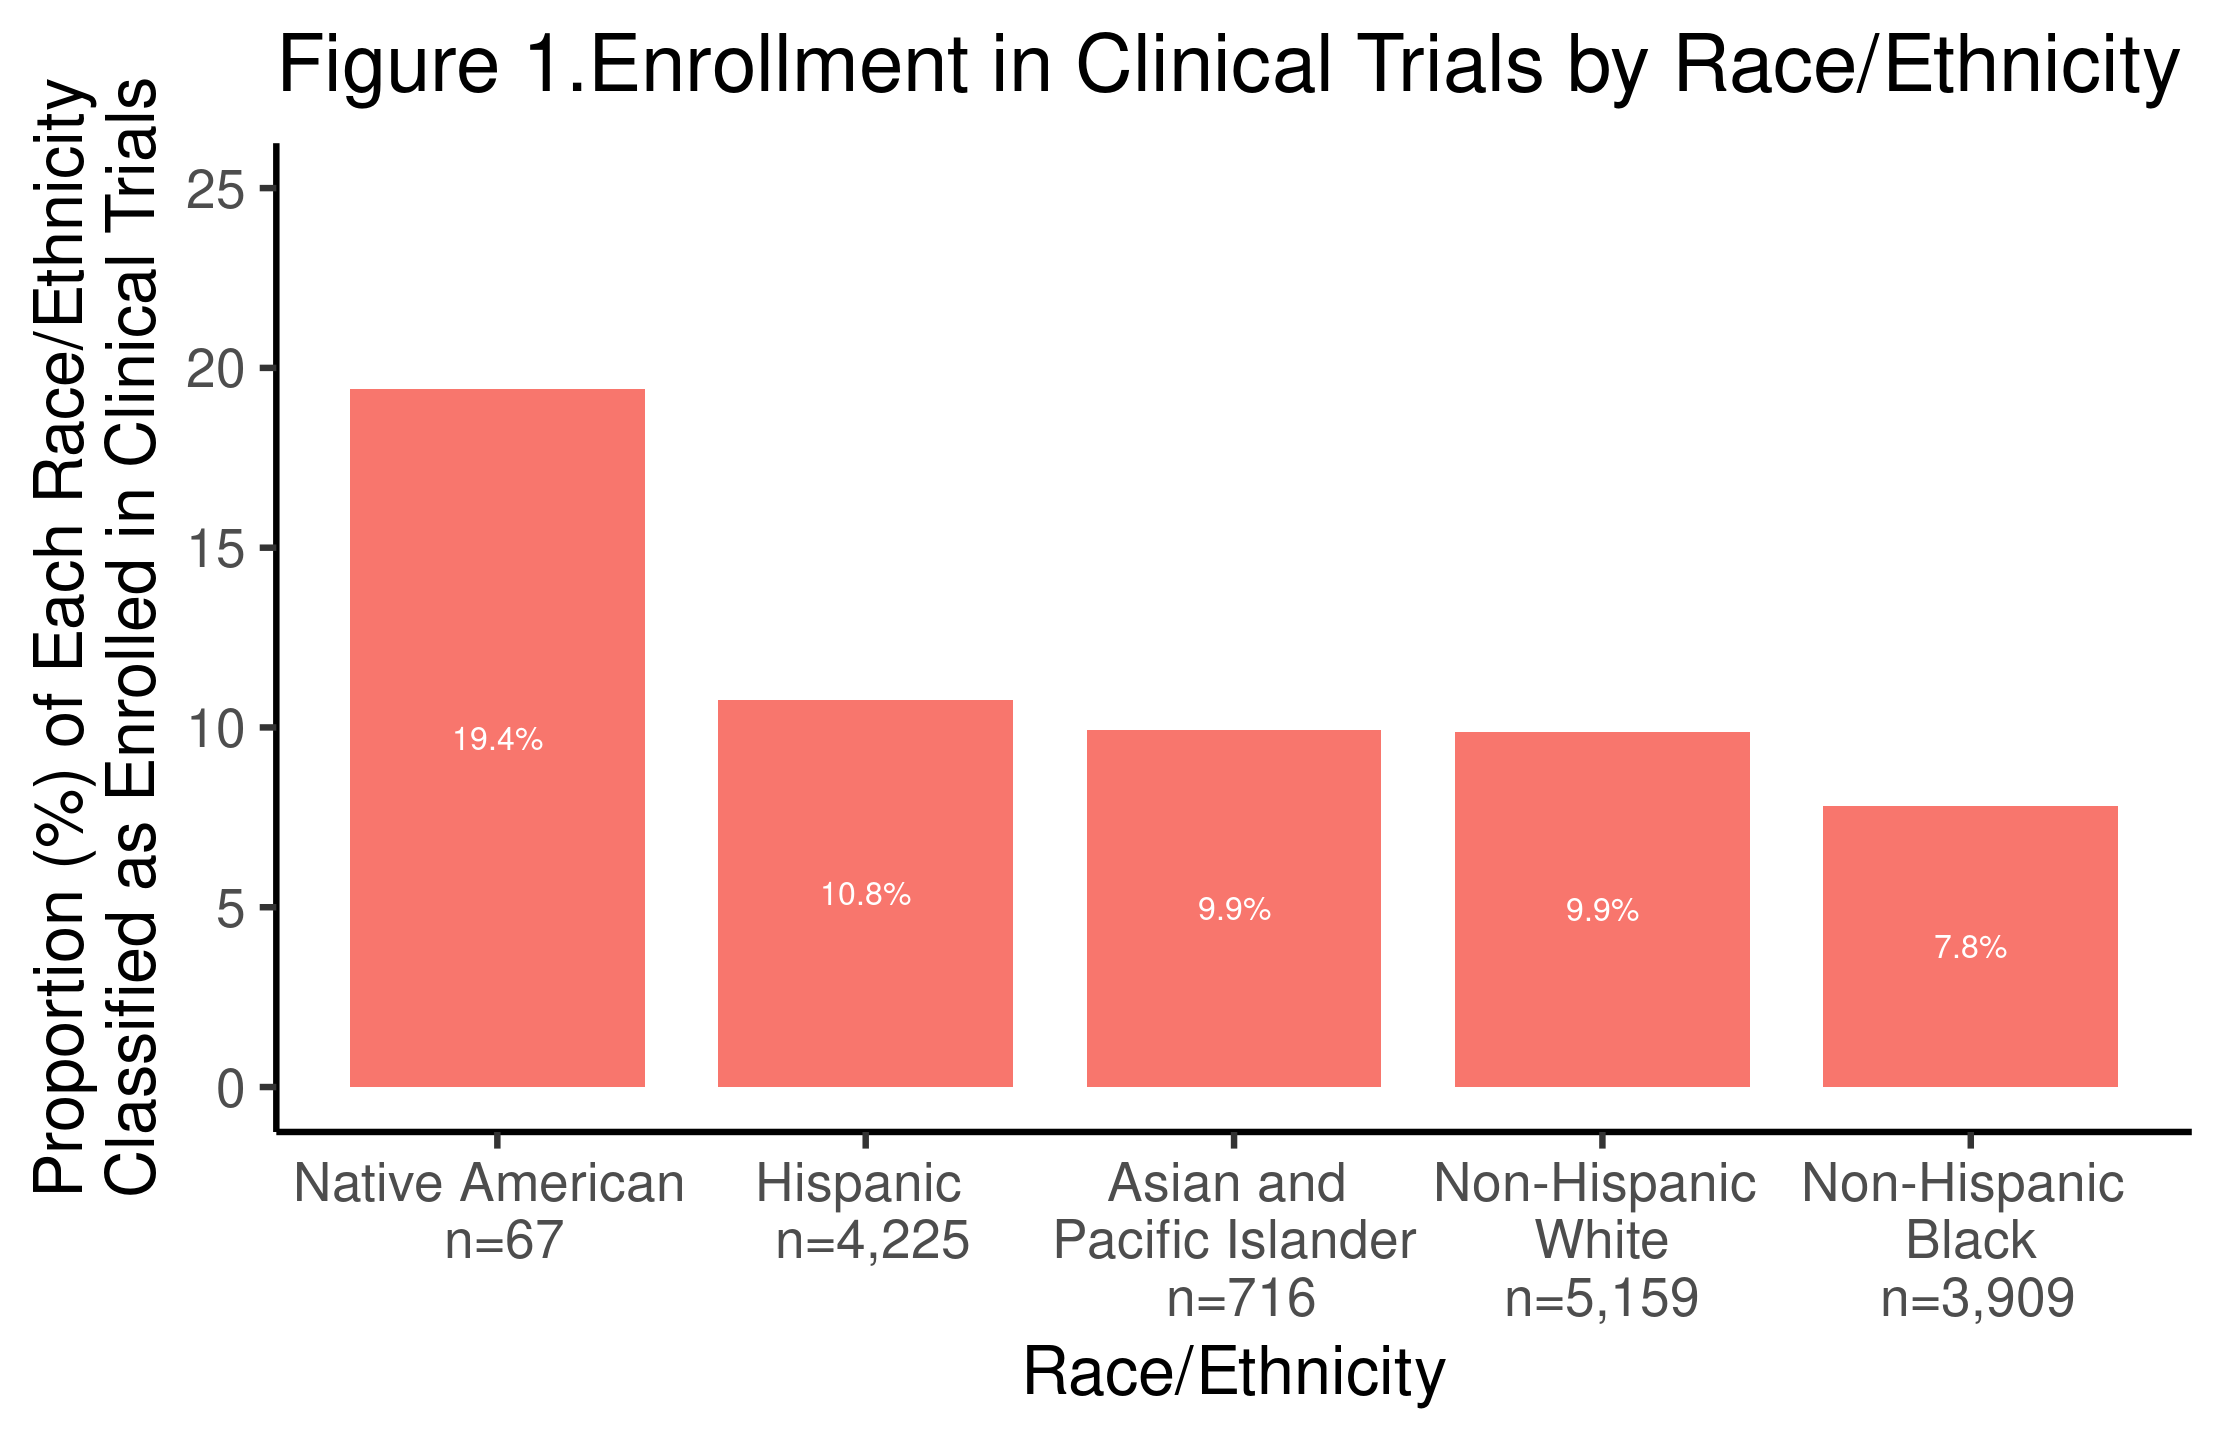 Figure 1.Enrollment in Clinical Trials by Race/Ethnicity
Proportion (%) of Each Race/Ethnicity
Classified as Enrolled in Clinical Trials
25
20
15
10
5
0
19.4%
10.8%
9.9%
9.9%
7.8%
Native American
n=67
Hispanic
n=4,225
Asian and
Pacific Islander
n=716
Non-Hispanic
White
n=5,159
Non-Hispanic
Black
n=3,909
Race/Ethnicity